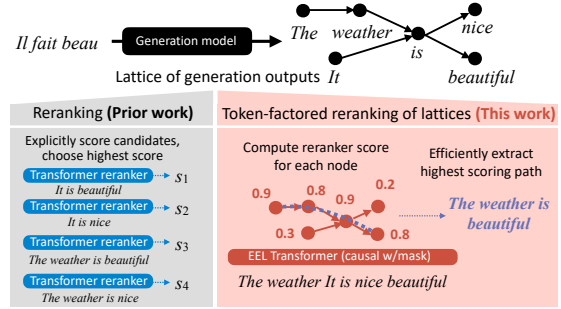 Il fait beau
Generation model
The
weather
is
nice
It
beautiful
Lattice of generation outputs
Reranking (Prior work)
Explicitly score candidates,
choose highest score
Transformer reranker
S1
It is beautiful
Transformer reranker
S2
It is nice
Transformer reranker
S3
The weather is beautiful
Transformer reranker
S4
The weather is nice
Token-factored reranking of lattices (This work)
Compute reranker score
for each node
0.9
0.8
0.9
0.2
0.3
0.8
EEL Transformer (causal w/mask)
The weather It is nice beautiful
Efficiently extract
highest scoring path
The weather is
beautiful